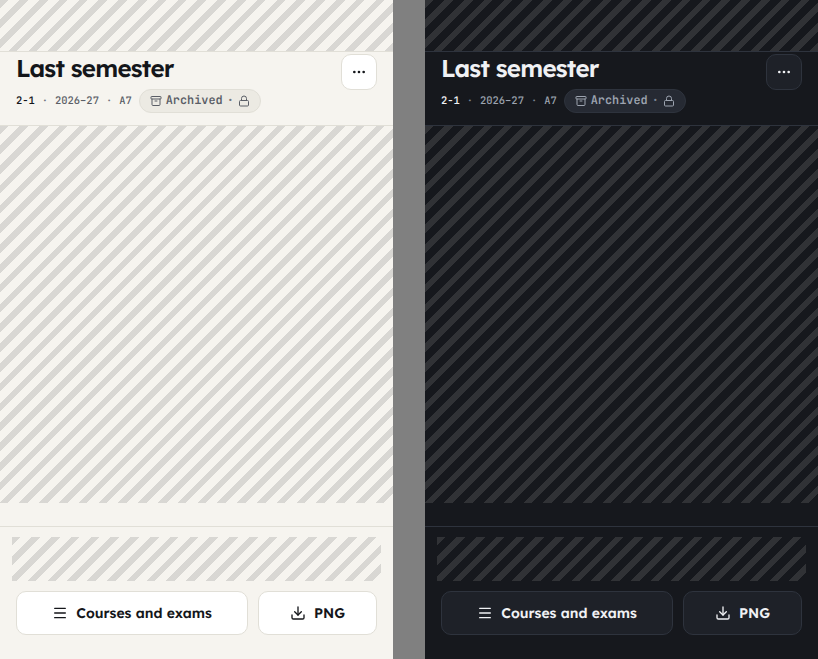 Last semester
2-1 · 2026-27 · A7 Archived ·
Courses and exams PNG
Last semester
2-1 · 2026-27 · A7 Archived ·
Courses and exams PNG